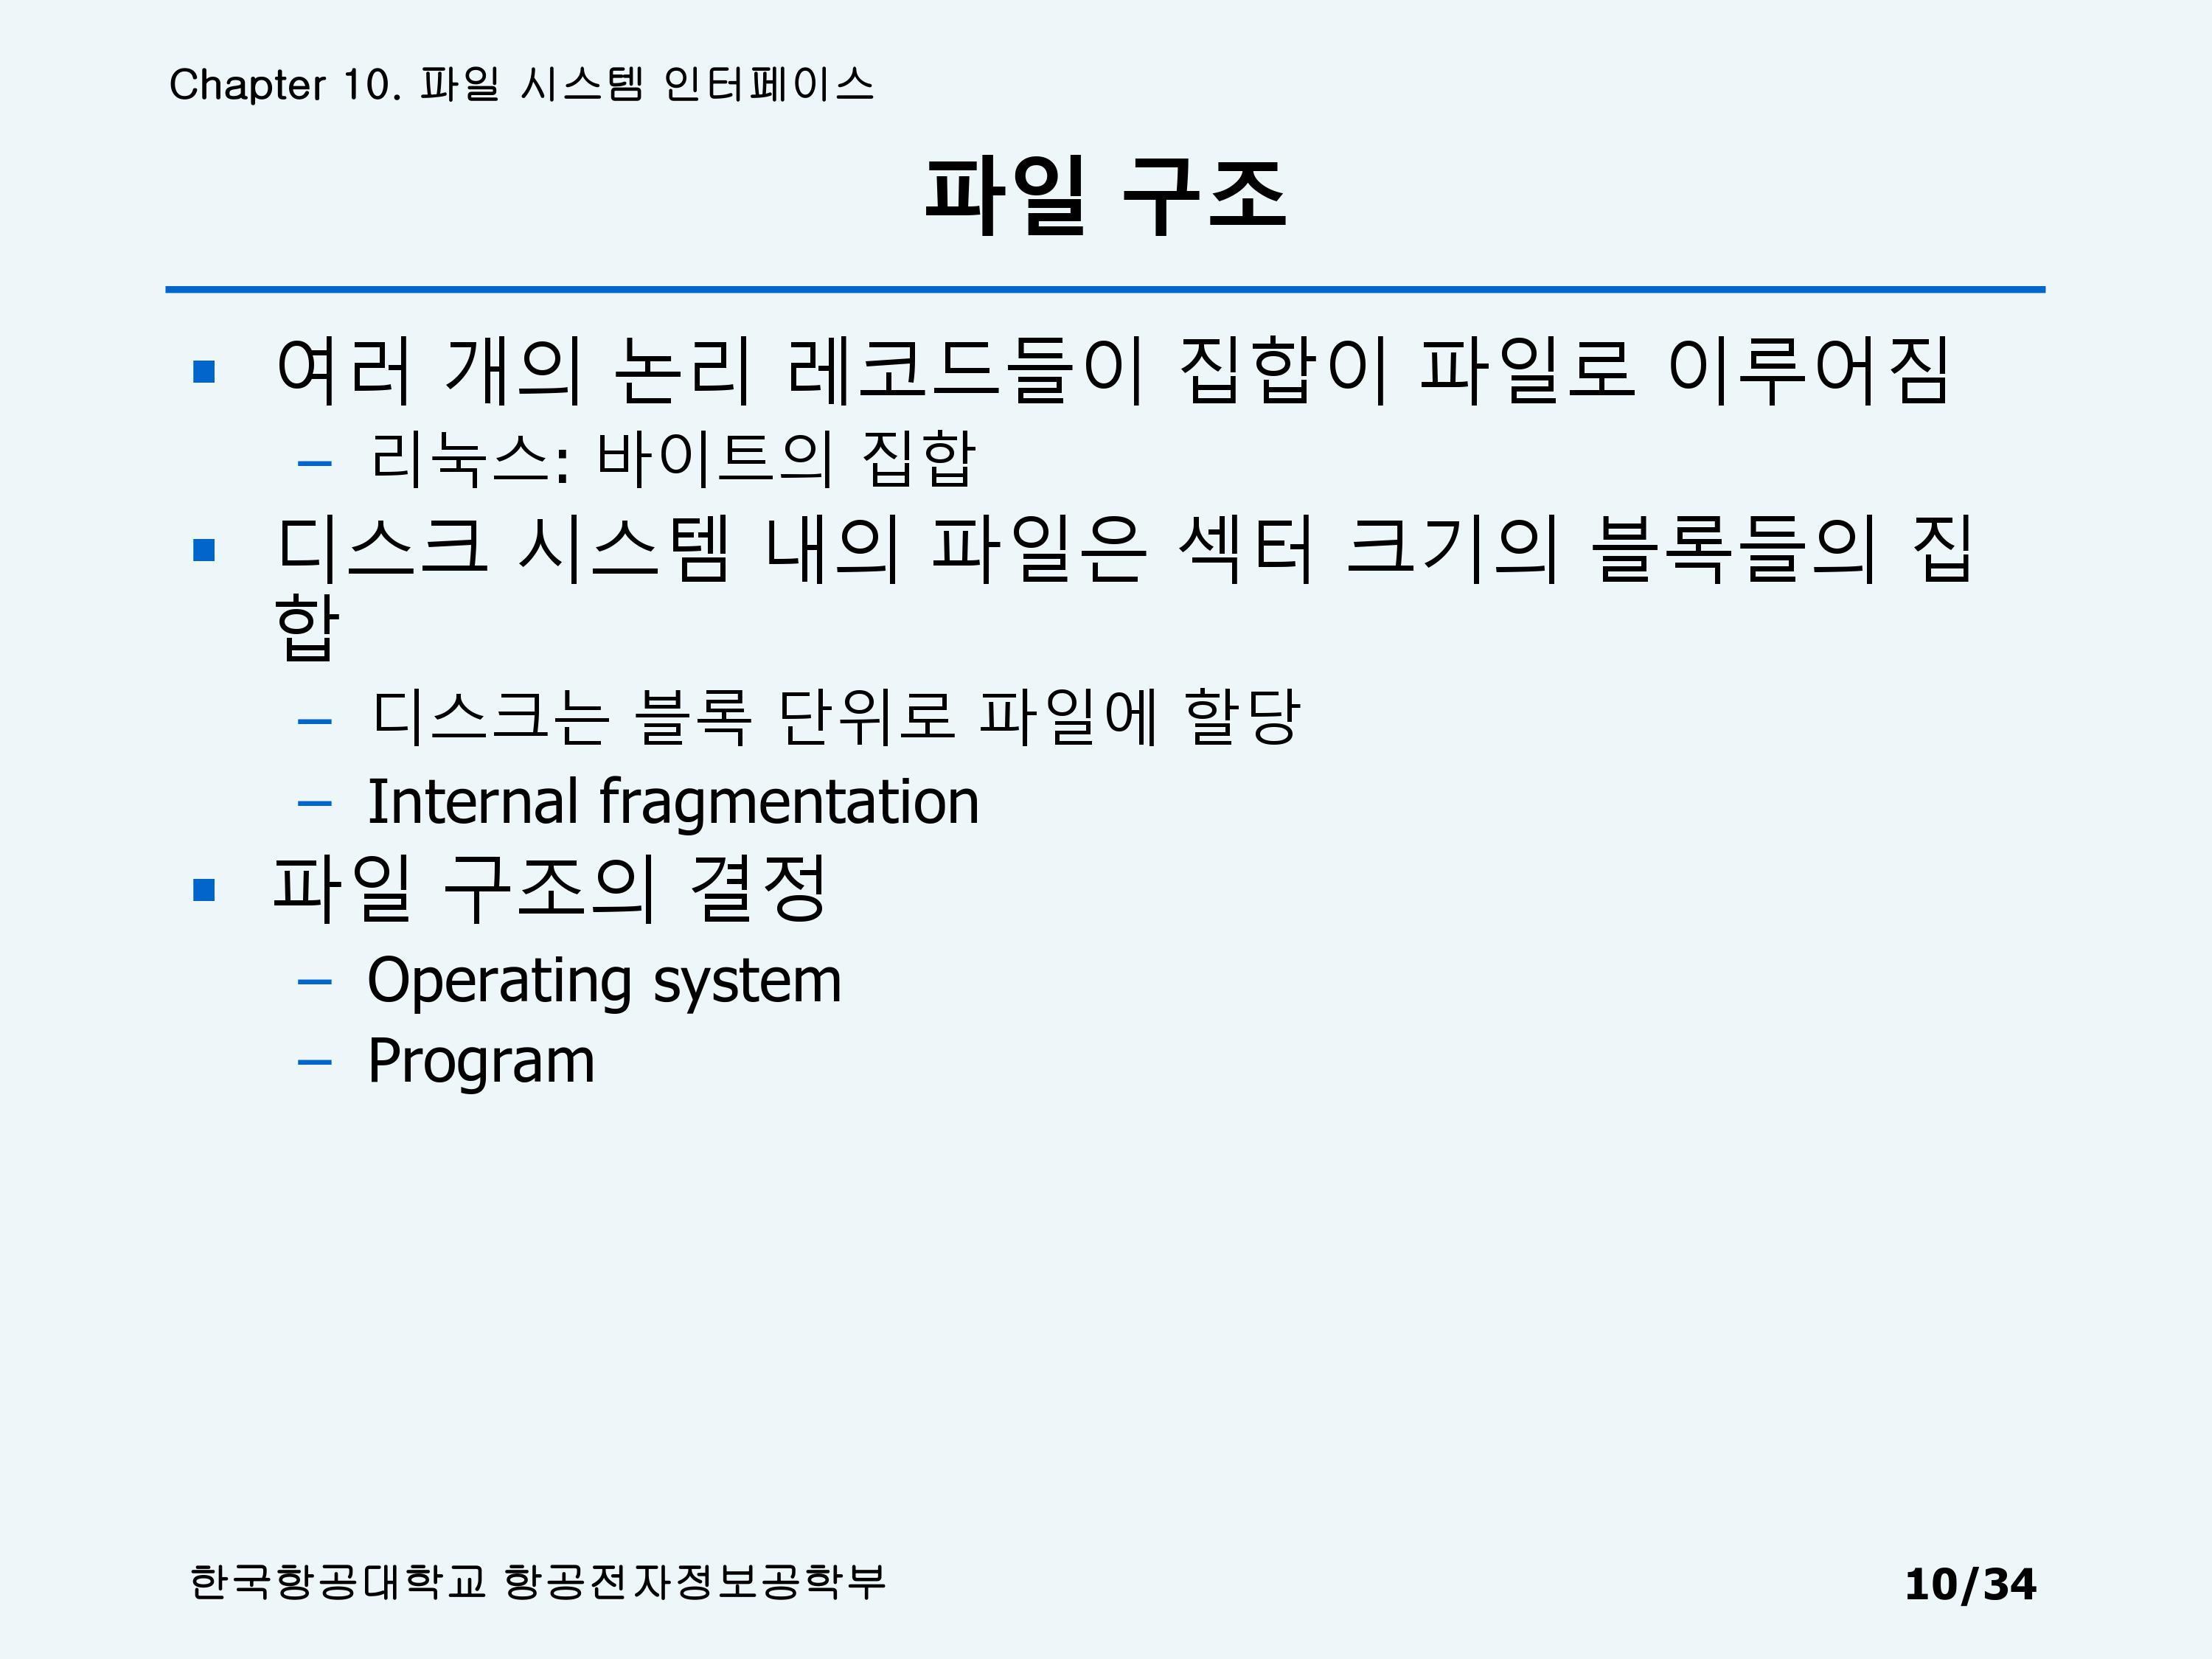 Chapter 10. 파일 시스템 인터페이스
파일 구조
▪ 여러 개의 논리 레코드들이 집합이 파일로 이루어짐
– 리눅스: 바이트의 집합
▪ 디스크 시스템 내의 파일은 섹터 크기의 블록들의 집
합
– 디스크는 블록 단위로 파일에 할당
– Internal fragmentation
▪ 파일 구조의 결정
– Operating system
– Program
한국항공대학교 항공전자정보공학부
10/34